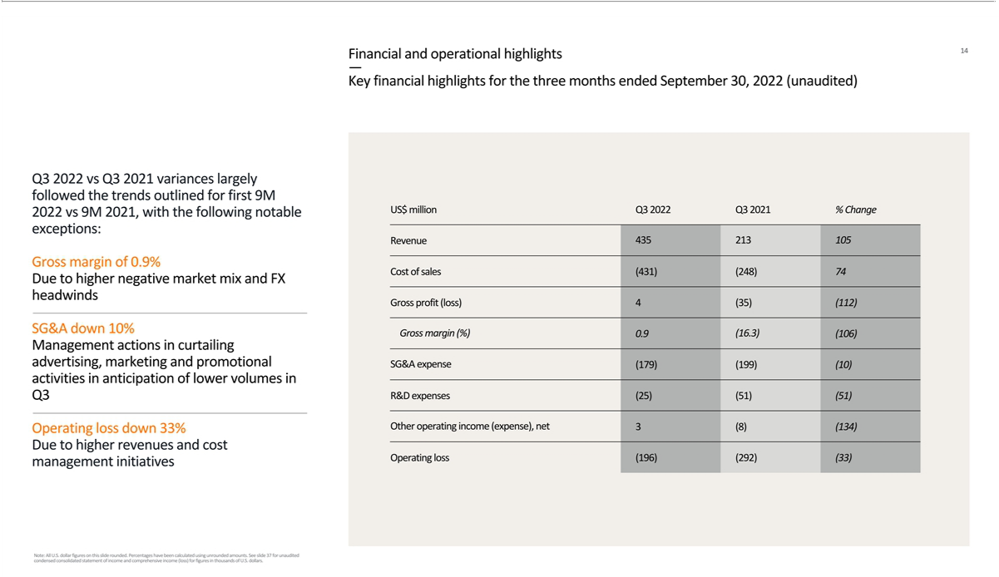 Financial and operational highlights
14
Key financial highlights for the three months ended September 30, 2022 (unaudited)
Q3 2022 vs Q3 2021 variances largely
followed the trends outlined for first 9M
2022 vs 9M 2021, with the following notable
exceptions:
Gross margin of 0.9%
Due to higher negative market mix and FX
headwinds
SG&A down 10%
Management actions in curtailing
advertising, marketing and promotional
activities in anticipation of lower volumes in
Q3
Operating loss down 33%
Due to higher revenues and cost
management initiatives
US$ million Q3 2022 Q3 2021 % Change
Revenue 435 213 105
Cost of sales (431) (248) 74
Gross profit (loss) 4 (35) (112)
Gross margin (%) 0.9 (16.3) (106)
SG&A expense (179) (199) (10)
R&D expenses (25) (51) (51)
Other operating income (expense), net 3 (8) (134)
Operating loss (196) (292) (33)
Note: All U.S. dollar figures on this slide rounded. Percentages have been calculated using unrounded amounts. See slide 37 for unaudited
condensed consolidated statement of income and comprehensive income (loss) for figures in thousands of U.S. dollars.